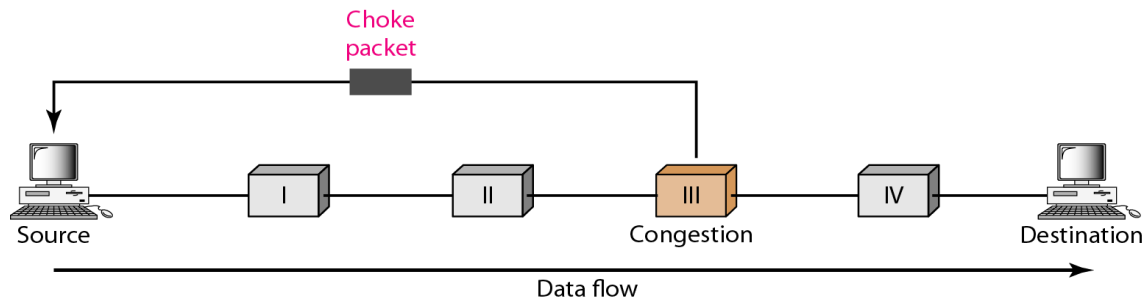 Choke
packet
I
II
III
IV
Source
Congestion
Destination
Data flow